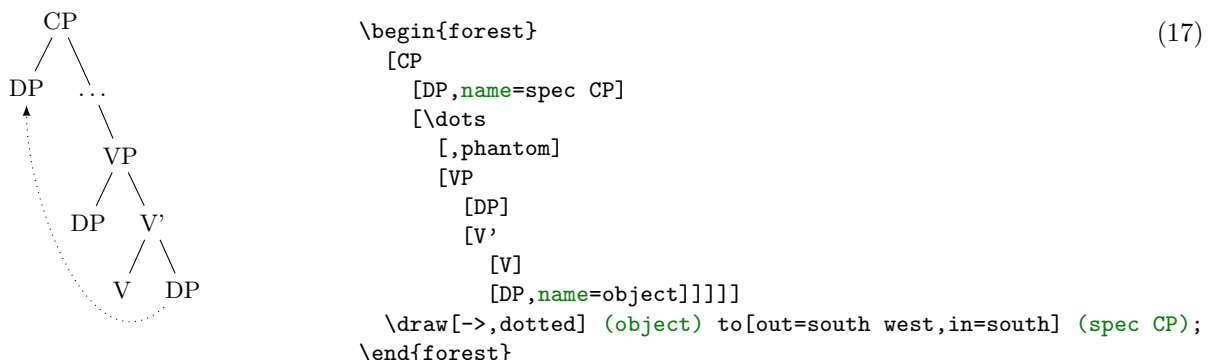 CP
DP . . .
VP
DP V'
V DP
\begin{forest} (17)
[CP
[DP,name=spec CP]
[\dots
[,phantom]
[VP
[DP]
[V'
[V]
[DP,name=object]]]]]
\draw[->,dotted] (object) to[out=south west,in=south] (spec CP);
\end{forest}